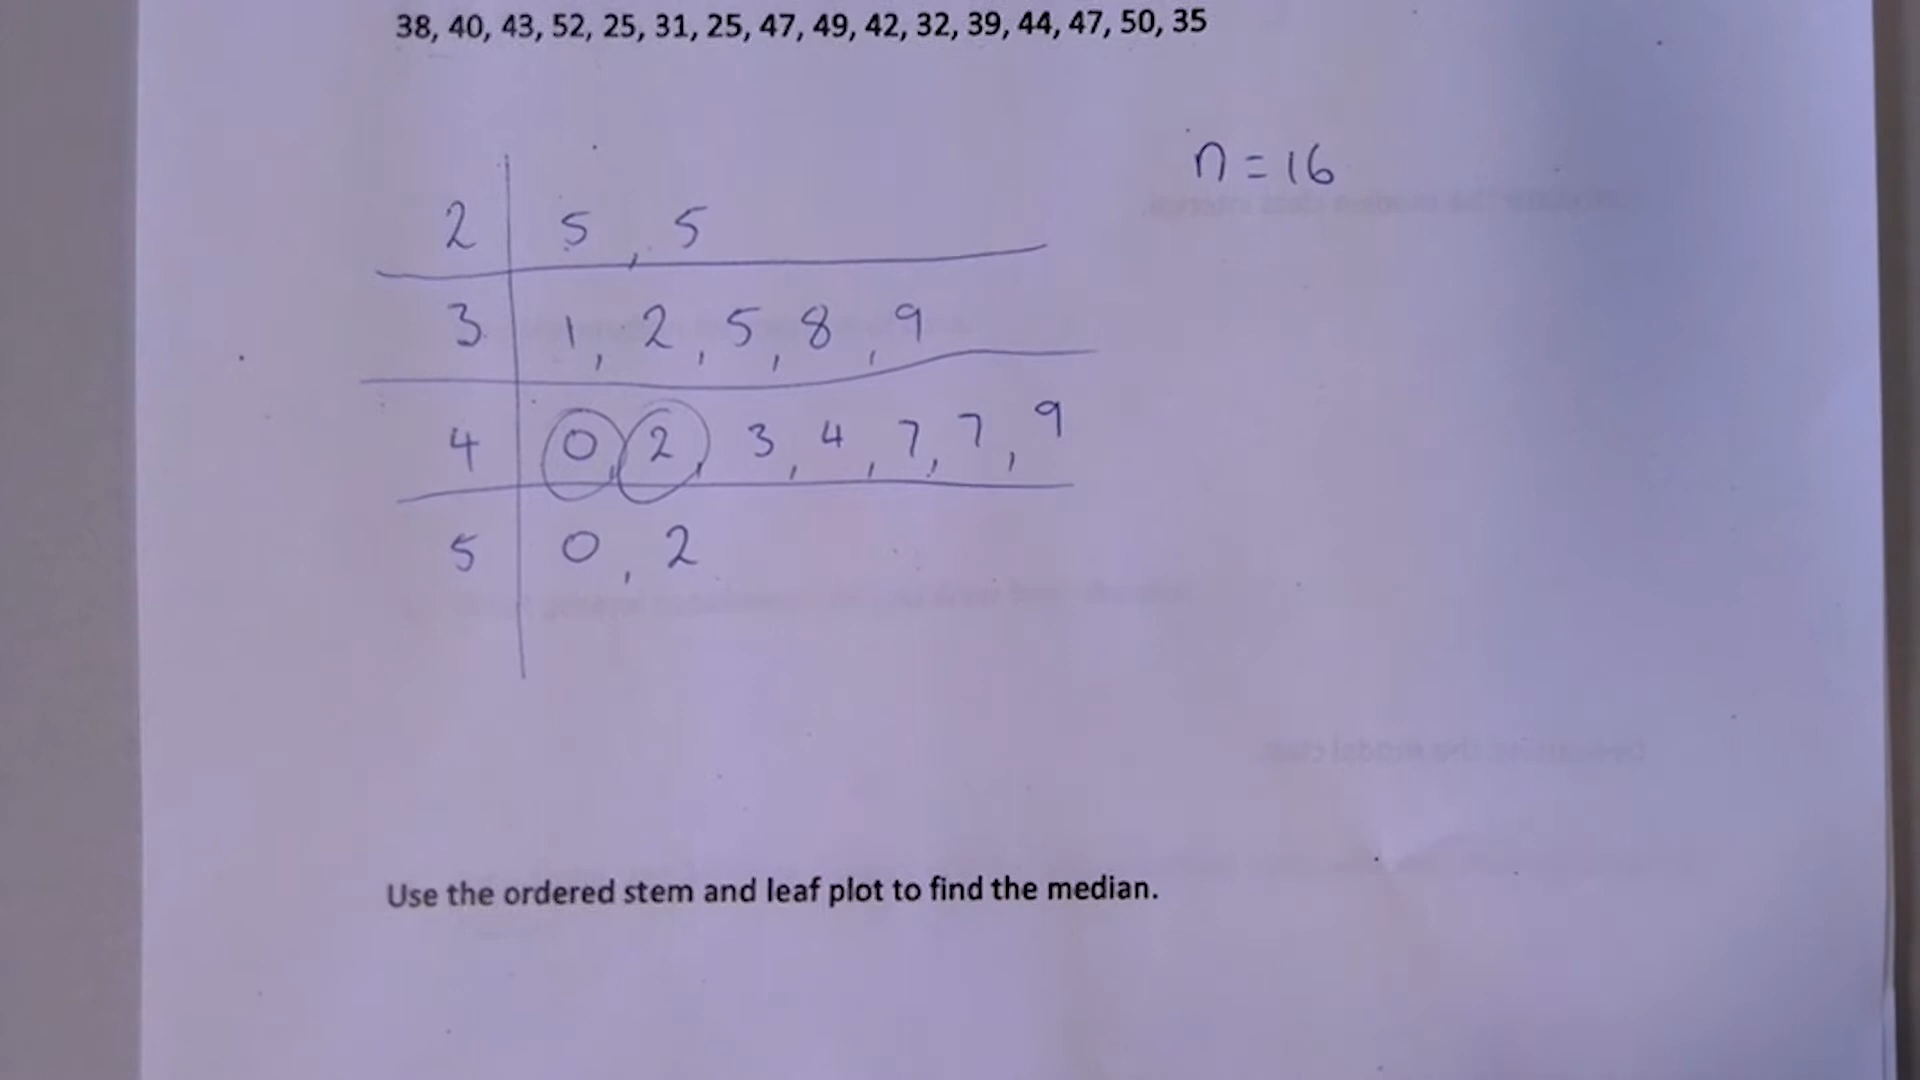 38, 40, 43, 52, 25, 31, 25, 47, 49, 42, 32, 39, 44, 47, 50, 35
n = 16
2 5, 5
3 1, 2, 5, 8, 9
4 0, 2, 3, 4, 7, 7, 9
5 0, 2
Use the ordered stem and leaf plot to find the median.